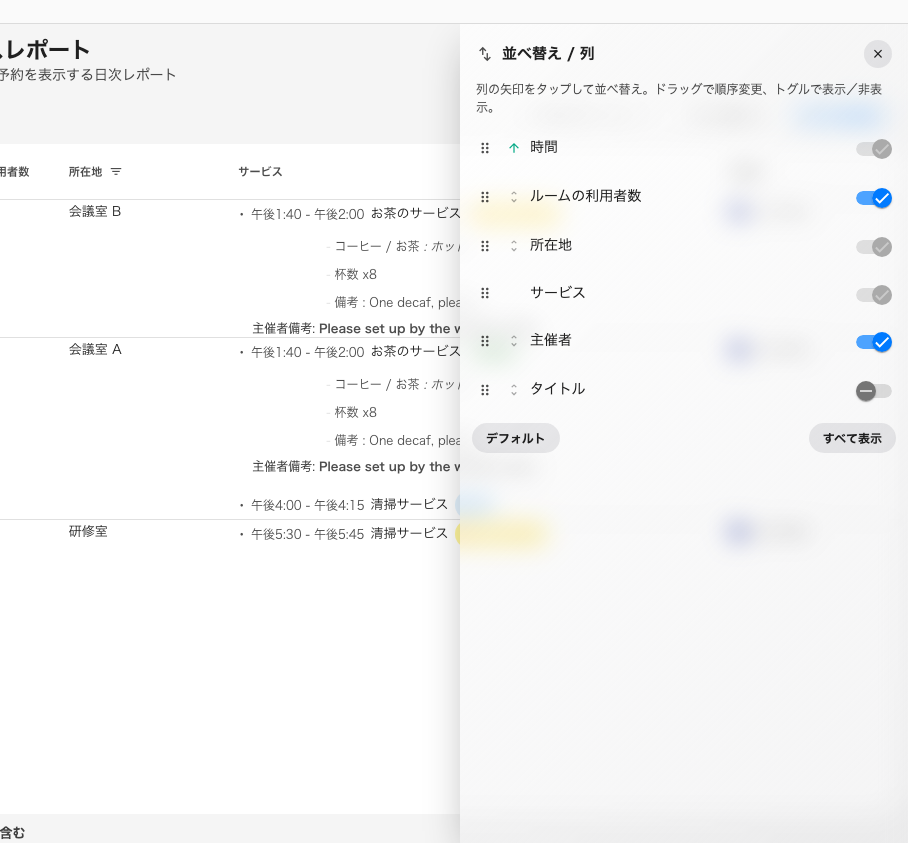 レポート
予約を表示する日次レポート
用者数 所在地 サービス
会議室 B
• 午後1:40 - 午後2:00 お茶のサービス
- コーヒー / お茶 : ホット
- 杯数 x8
- 備考 : One decaf, plea
主催者備考: Please set up by the w
会議室 A
• 午後1:40 - 午後2:00 お茶のサービス
- コーヒー / お茶 : ホット
- 杯数 x8
- 備考 : One decaf, plea
主催者備考: Please set up by the w
• 午後4:00 - 午後4:15 清掃サービス
研修室
• 午後5:30 - 午後5:45 清掃サービス
含む
並べ替え / 列
列の矢印をタップして並べ替え。ドラッグで順序変更、トグルで表示／非表
示。
時間
ルームの利用者数
所在地
サービス
主催者
タイトル
デフォルト
すべて表示